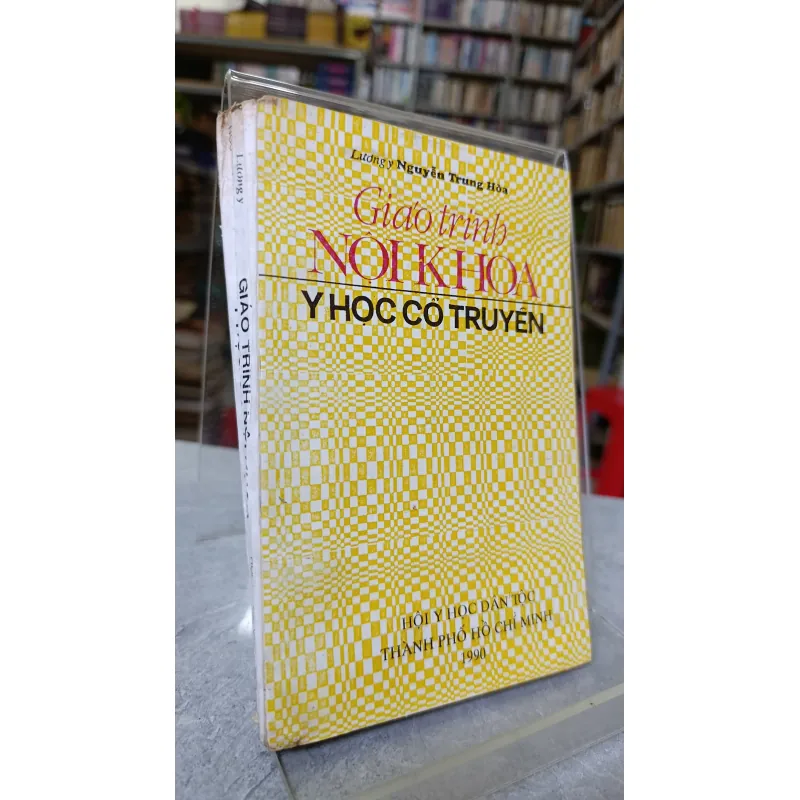 Lương y Nguyễn Trung Hòa
Giáo trình
NỘI KHOA
Y HỌC CỔ TRUYỀN
HỘI Y HỌC DÂN TỘC
THÀNH PHỐ HỒ CHÍ MINH
1990
Lương y
GIÁO TRÌNH